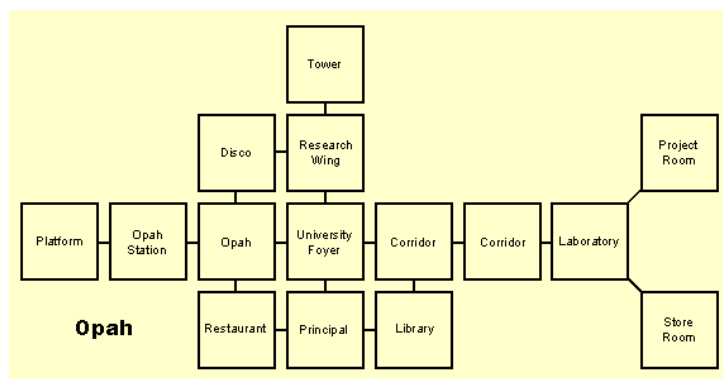 Tower
Disco
Research
Wing
Project
Room
Platform
Opah
Station
Opah
University
Foyer
Corridor
Corridor
Laboratory
Opah
Restaurant
Principal
Library
Store
Room